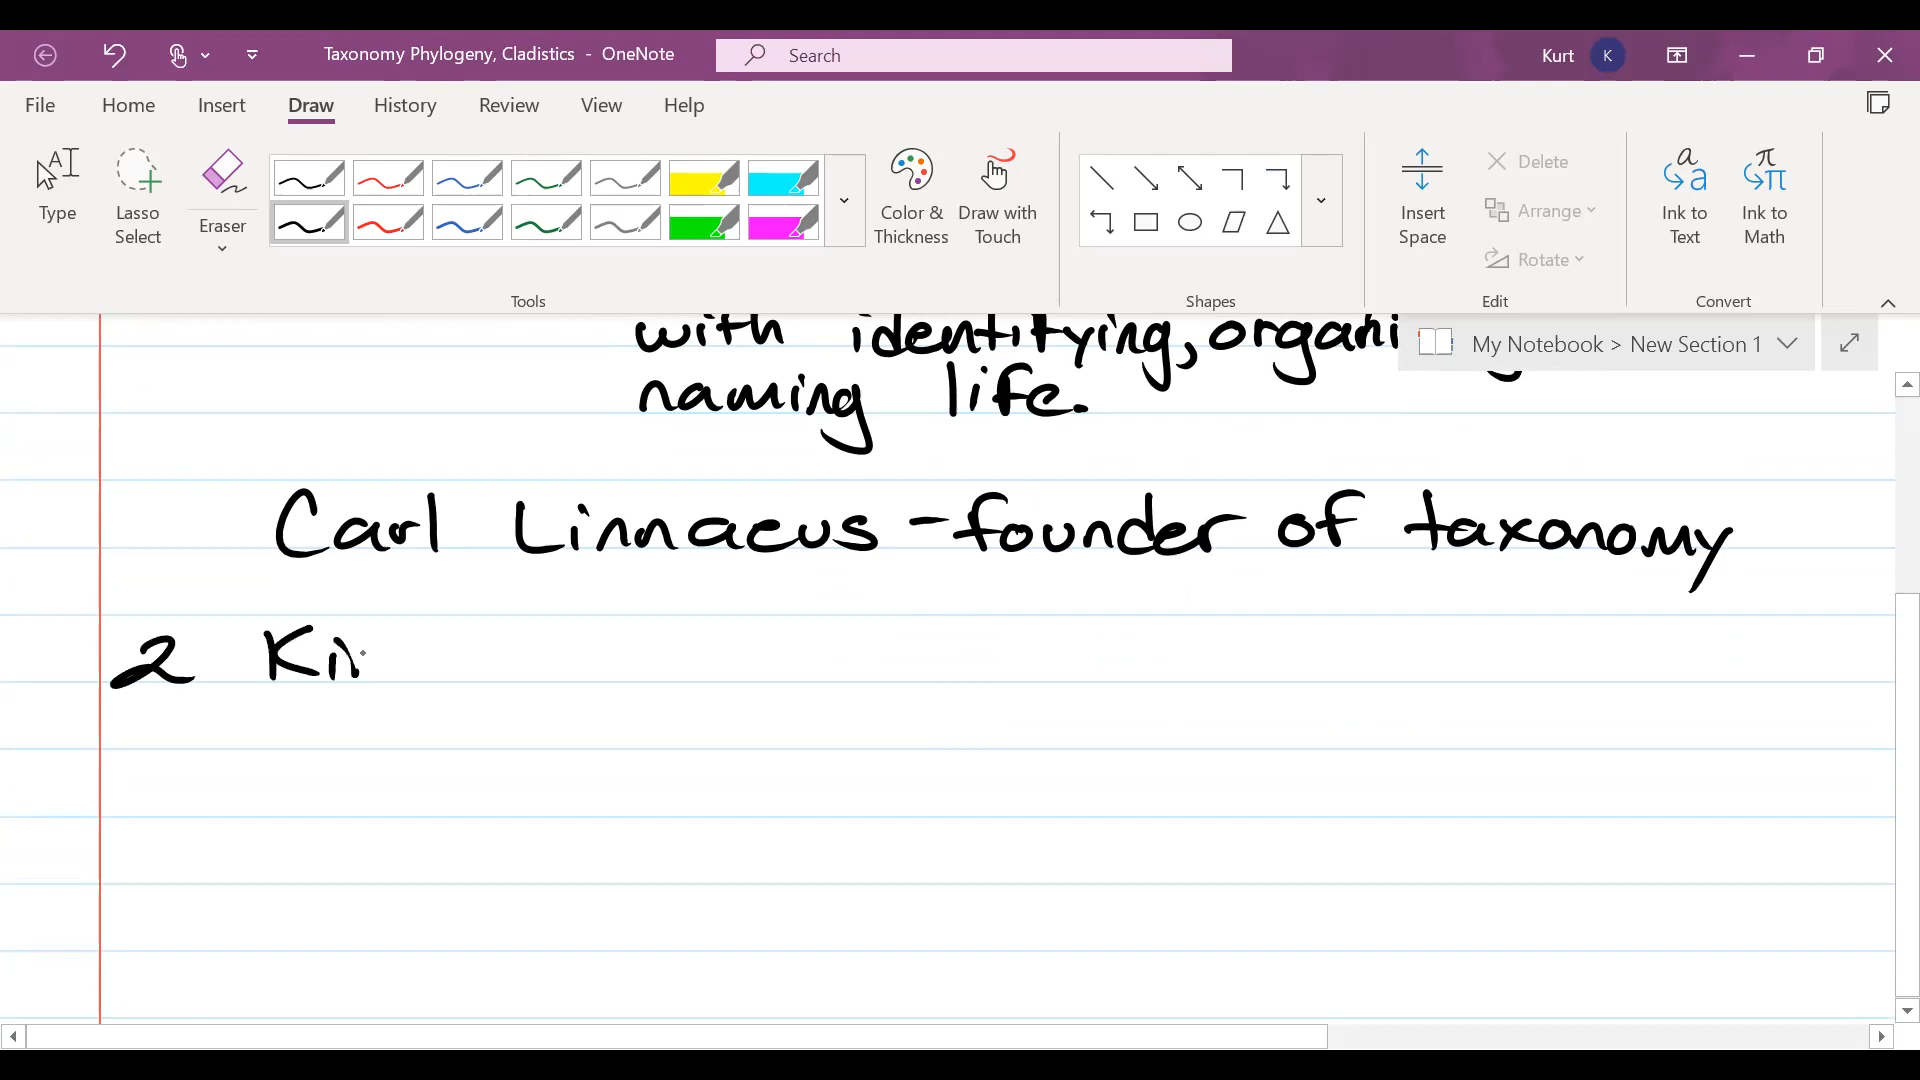 Taxonomy Phylogeny, Cladistics - OneNote
Search
Kurt K
File Home Insert Draw History Review View Help
Type
Lasso Select
Eraser
Color & Thickness
Draw with Touch
Insert Space
Delete
Arrange
Rotate
Ink to Text
Ink to Math
Tools Shapes Edit Convert
with identifying, organi
My Notebook > New Section 1
naming life.
Carl Linnaeus - founder of taxonomy
2 Kin